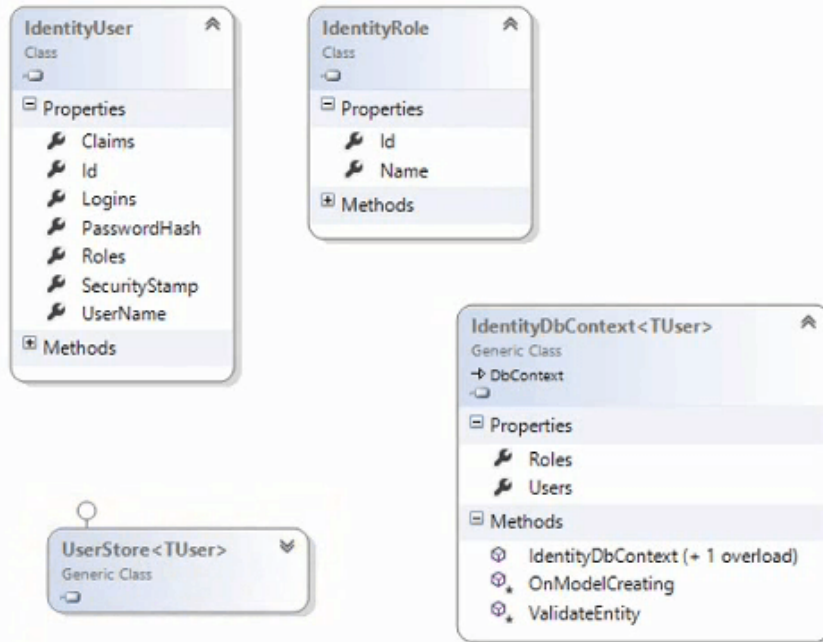 IdentityUser
Class
Properties
Claims
Id
Logins
PasswordHash
Roles
SecurityStamp
UserName
Methods
IdentityRole
Class
Properties
Id
Name
Methods
IdentityDbContext<TUser>
Generic Class
DbContext
Properties
Roles
Users
Methods
IdentityDbContext (+ 1 overload)
OnModelCreating
ValidateEntity
UserStore<TUser>
Generic Class